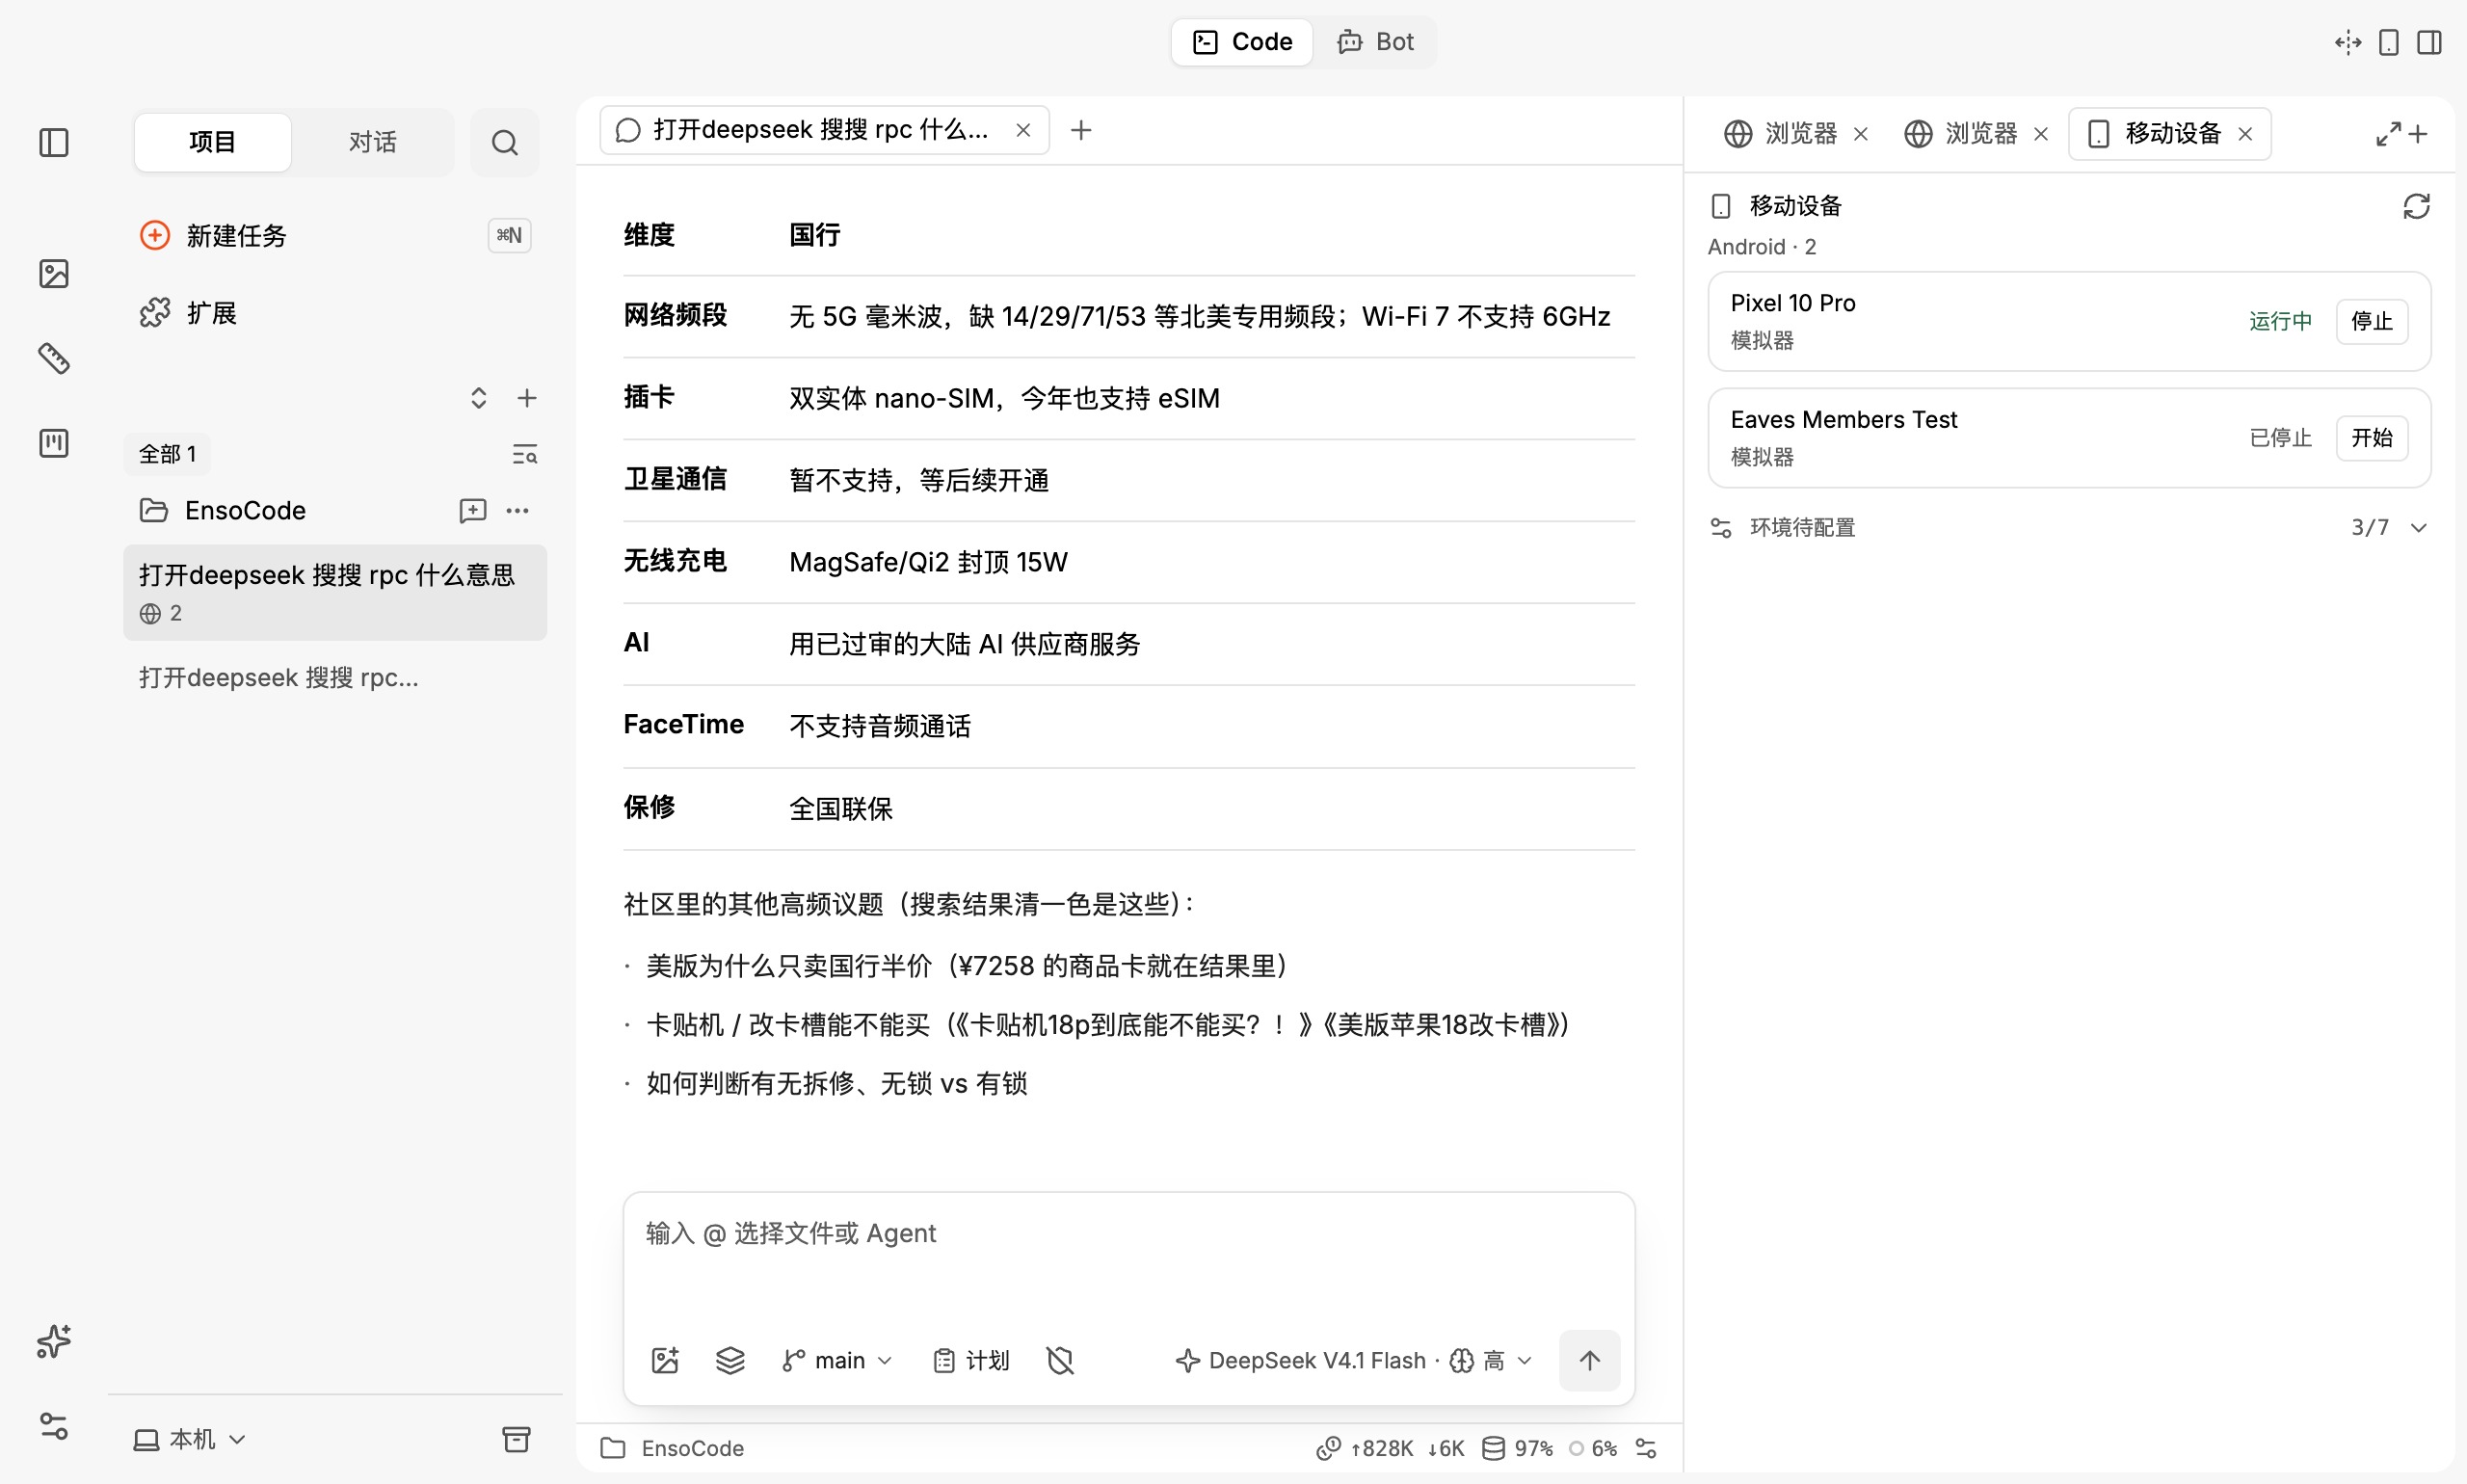 Code
Bot
项目
对话
新建任务
⌘N
扩展
全部 1
EnsoCode
打开deepseek 搜搜 rpc 什么意思
2
打开deepseek 搜搜 rpc...
本机
打开deepseek 搜搜 rpc 什么...
维度 国行
网络频段 无 5G 毫米波，缺 14/29/71/53 等北美专用频段；Wi-Fi 7 不支持 6GHz
插卡 双实体 nano-SIM，今年也支持 eSIM
卫星通信 暂不支持，等后续开通
无线充电 MagSafe/Qi2 封顶 15W
AI 用已过审的大陆 AI 供应商服务
FaceTime 不支持音频通话
保修 全国联保
社区里的其他高频议题（搜索结果清一色是这些）：
· 美版为什么只卖国行半价（¥7258 的商品卡就在结果里）
· 卡贴机 / 改卡槽能不能买（《卡贴机18p到底能不能买？！》《美版苹果18改卡槽》）
· 如何判断有无拆修、无锁 vs 有锁
输入 @ 选择文件或 Agent
main
计划
DeepSeek V4.1 Flash · 高
EnsoCode
↑828K ↓6K 97% 6%
浏览器
浏览器
移动设备
移动设备
Android · 2
Pixel 10 Pro
模拟器
运行中
停止
Eaves Members Test
模拟器
已停止
开始
环境待配置
3/7